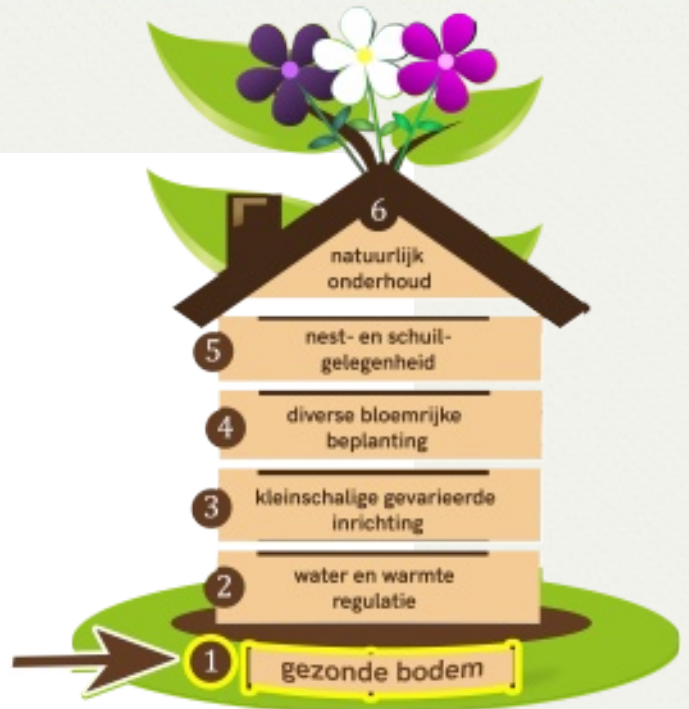 6
natuurlijk
onderhoud
5
nest- en schuil-
gelegenheid
4
diverse bloemrijke
beplanting
3
kleinschalige gevarieerde
inrichting
2
water en warmte
regulatie
1
gezonde bodem